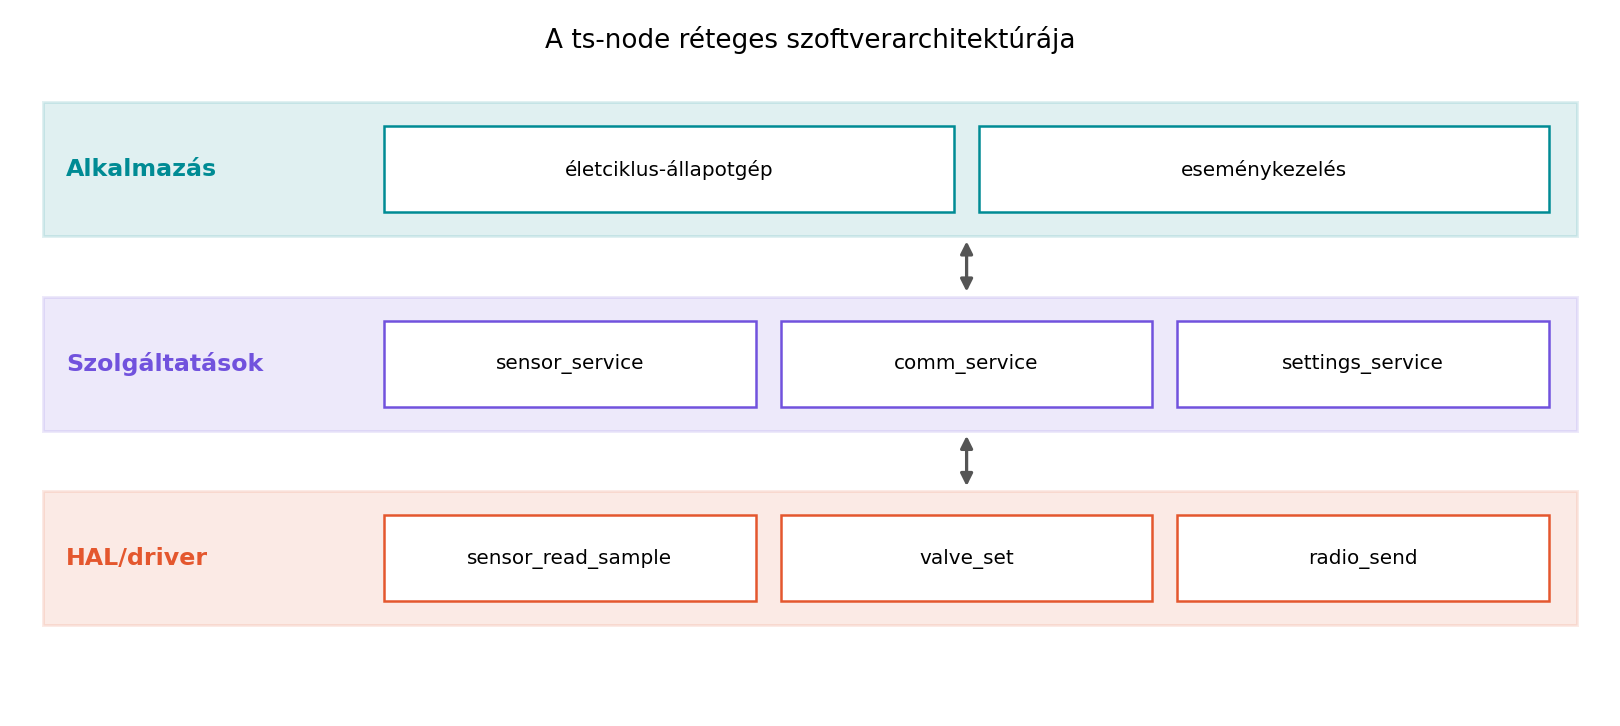 A ts-node réteges szoftverarchitektúrája
Alkalmazás
életciklus-állapotgép
eseménykezelés
Szolgáltatások
sensor_service
comm_service
settings_service
HAL/driver
sensor_read_sample
valve_set
radio_send